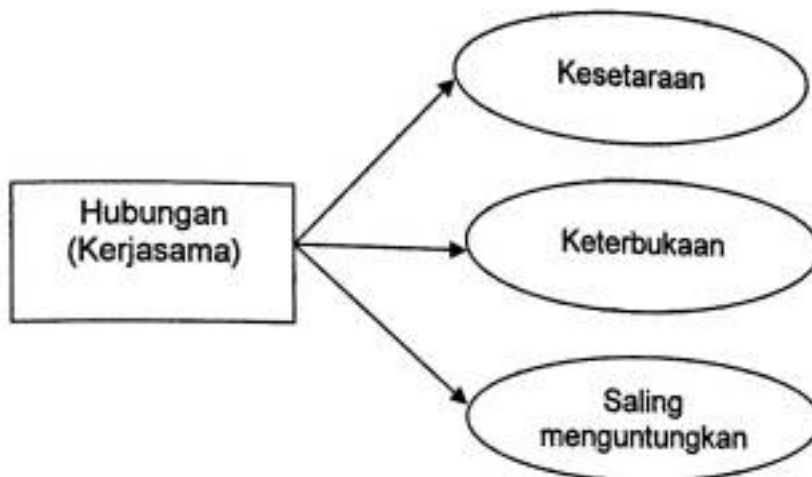 Kesetaraan
Hubungan
(Kerjasama)
Keterbukaan
Saling
menguntungkan